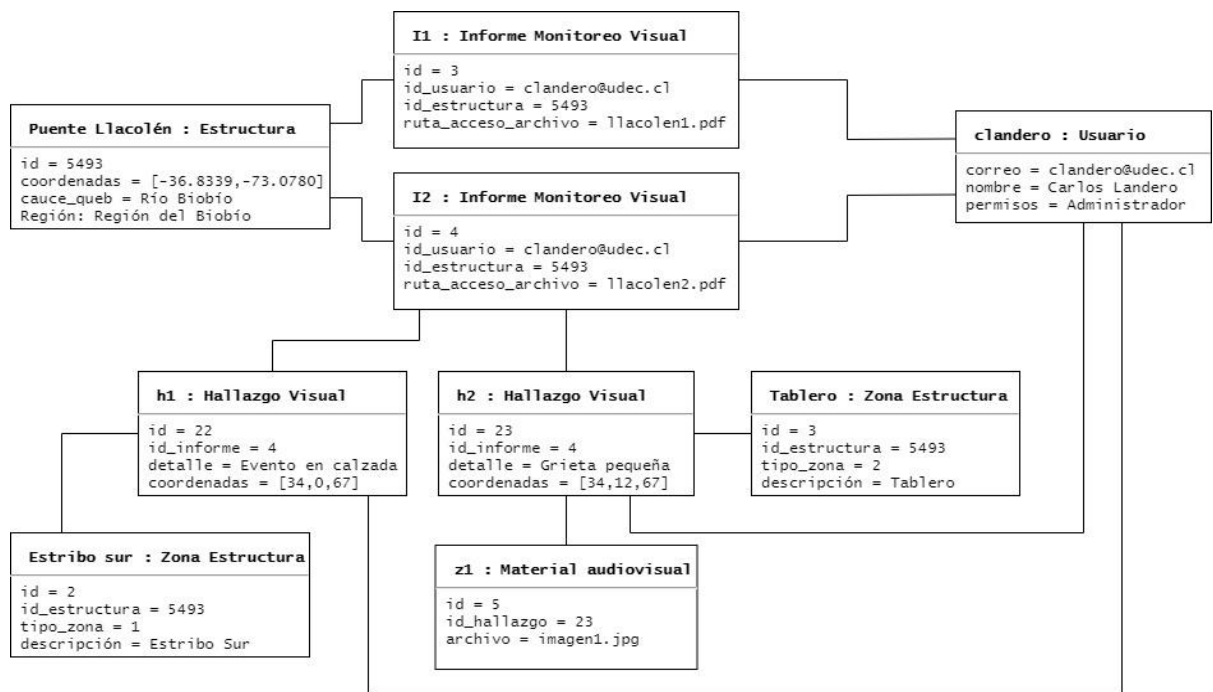 I1 : Informe Monitoreo Visual
id = 3
id_usuario = clandero@udec.cl
id_estructura = 5493
ruta_acceso_archivo = llacolen1.pdf
Puente Llacolén : Estructura
id = 5493
coordenadas = [-36.8339,-73.0780]
cauce_queb = Río Biobío
Región: Región del Biobío
clandero : Usuario
correo = clandero@udec.cl
nombre = Carlos Landero
permisos = Administrador
I2 : Informe Monitoreo Visual
id = 4
id_usuario = clandero@udec.cl
id_estructura = 5493
ruta_acceso_archivo = llacolen2.pdf
h1 : Hallazgo Visual
id = 22
id_informe = 4
detalle = Evento en calzada
coordenadas = [34,0,67]
h2 : Hallazgo Visual
id = 23
id_informe = 4
detalle = Grieta pequeña
coordenadas = [34,12,67]
Tablero : Zona Estructura
id = 3
id_estructura = 5493
tipo_zona = 2
descripción = Tablero
Estribo sur : Zona Estructura
id = 2
id_estructura = 5493
tipo_zona = 1
descripción = Estribo Sur
z1 : Material audiovisual
id = 5
id_hallazgo = 23
archivo = imagen1.jpg